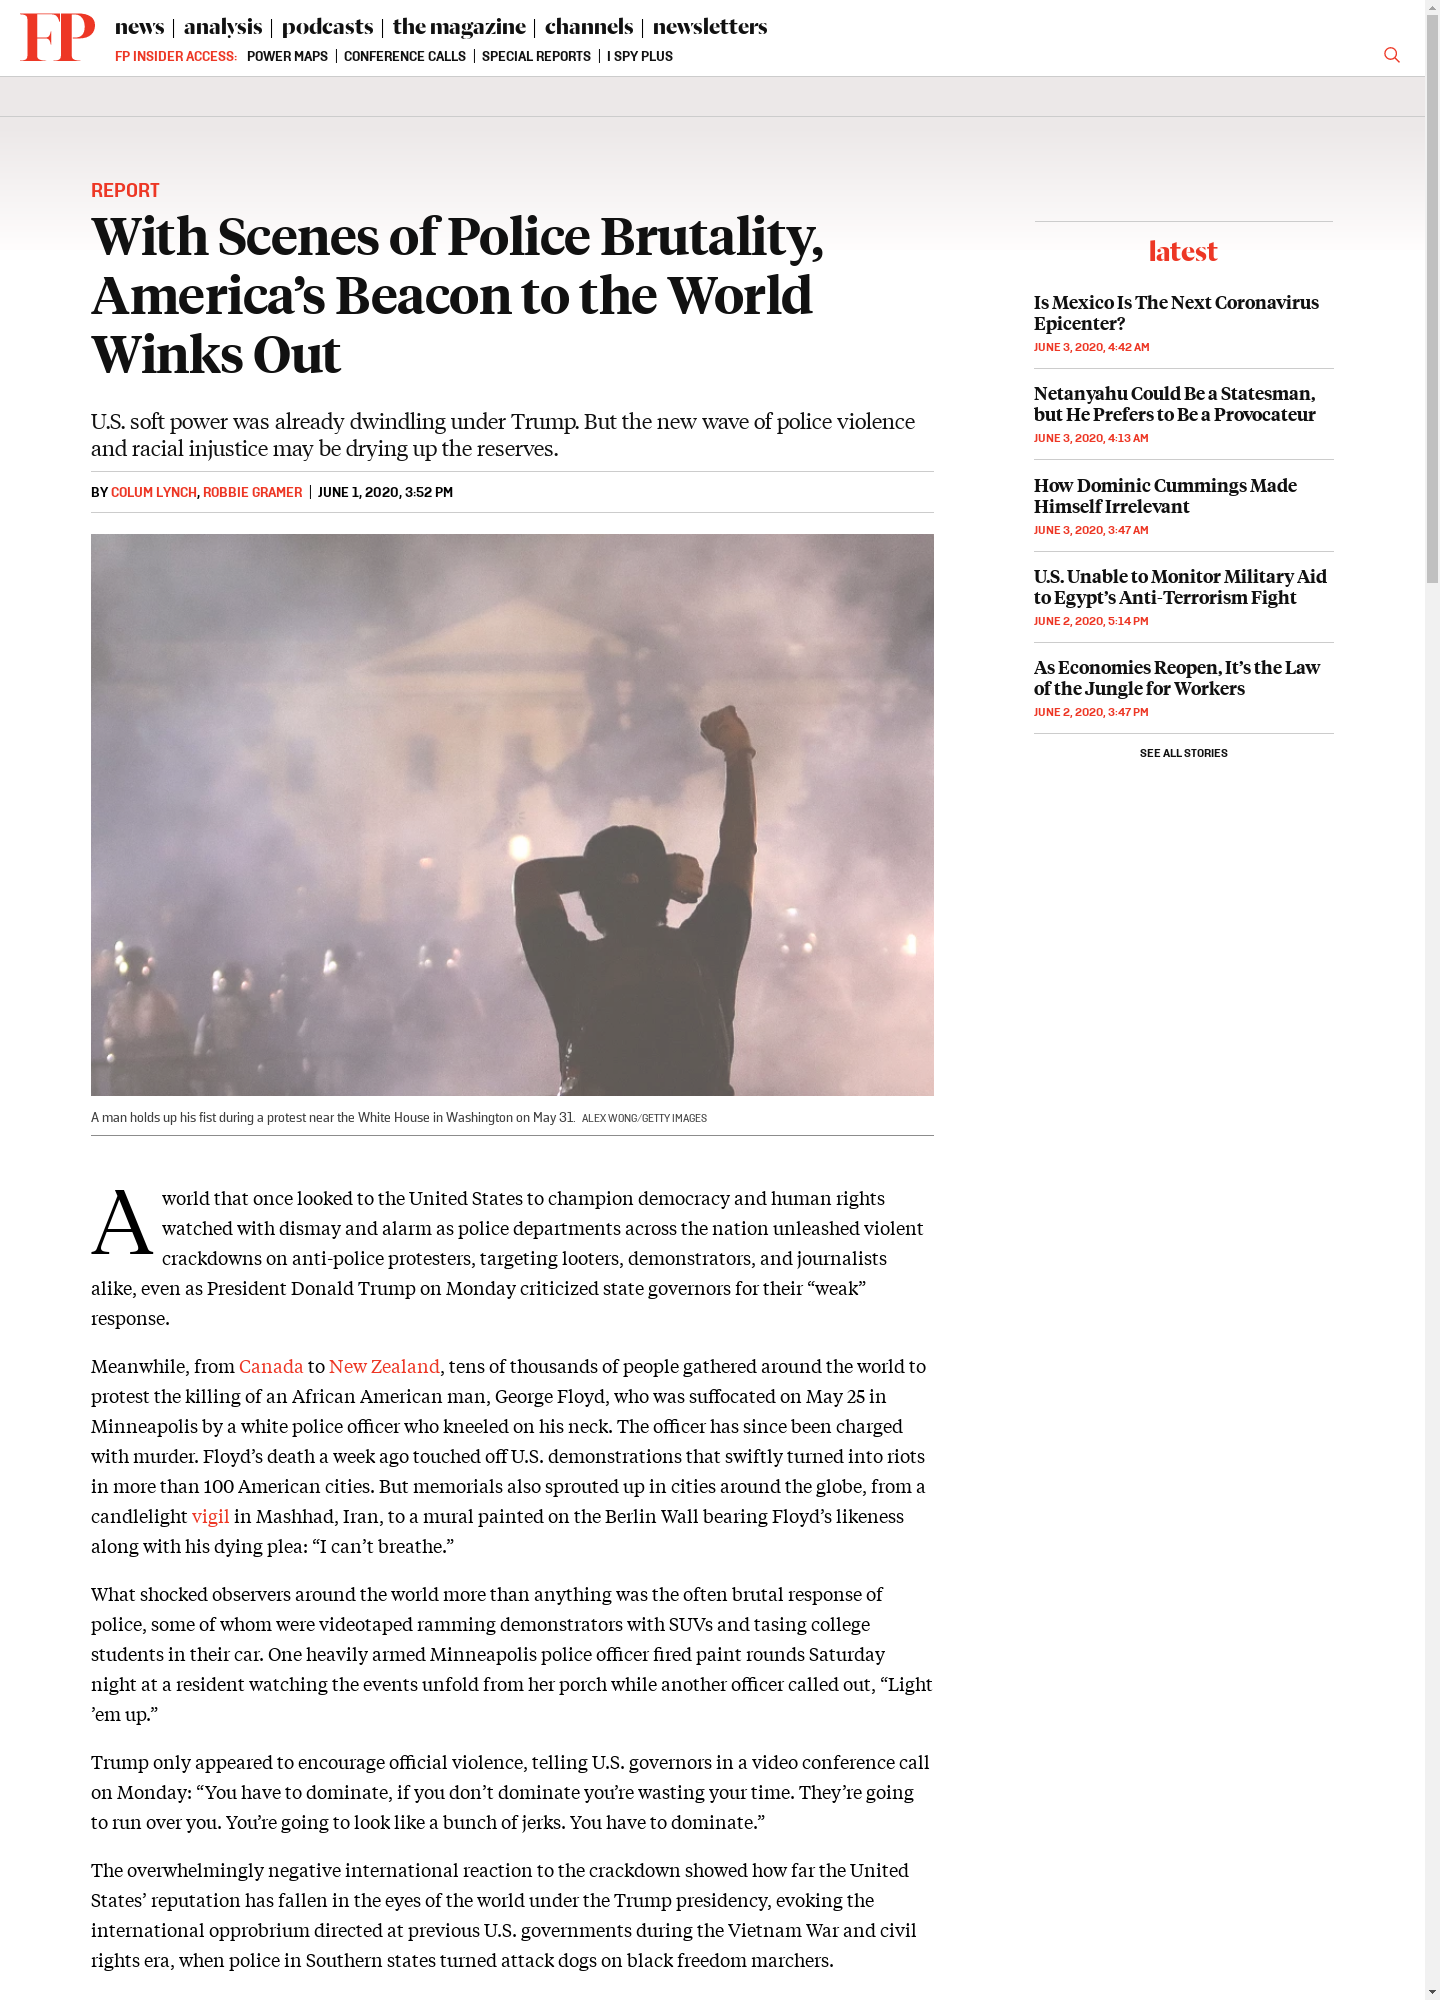 FP
news | analysis | podcasts | the magazine | channels | newsletters
FP INSIDER ACCESS: POWER MAPS | CONFERENCE CALLS | SPECIAL REPORTS | I SPY PLUS
REPORT
With Scenes of Police Brutality,
America’s Beacon to the World
Winks Out
U.S. soft power was already dwindling under Trump. But the new wave of police violence
and racial injustice may be drying up the reserves.
BY COLUM LYNCH, ROBBIE GRAMER | JUNE 1, 2020, 3:52 PM
A man holds up his fist during a protest near the White House in Washington on May 31. ALEX WONG/GETTY IMAGES
A world that once looked to the United States to champion democracy and human rights
watched with dismay and alarm as police departments across the nation unleashed violent
crackdowns on anti-police protesters, targeting looters, demonstrators, and journalists
alike, even as President Donald Trump on Monday criticized state governors for their “weak”
response.
Meanwhile, from Canada to New Zealand, tens of thousands of people gathered around the world to
protest the killing of an African American man, George Floyd, who was suffocated on May 25 in
Minneapolis by a white police officer who kneeled on his neck. The officer has since been charged
with murder. Floyd’s death a week ago touched off U.S. demonstrations that swiftly turned into riots
in more than 100 American cities. But memorials also sprouted up in cities around the globe, from a
candlelight vigil in Mashhad, Iran, to a mural painted on the Berlin Wall bearing Floyd’s likeness
along with his dying plea: “I can’t breathe.”
What shocked observers around the world more than anything was the often brutal response of
police, some of whom were videotaped ramming demonstrators with SUVs and tasing college
students in their car. One heavily armed Minneapolis police officer fired paint rounds Saturday
night at a resident watching the events unfold from her porch while another officer called out, “Light
’em up.”
Trump only appeared to encourage official violence, telling U.S. governors in a video conference call
on Monday: “You have to dominate, if you don’t dominate you’re wasting your time. They’re going
to run over you. You’re going to look like a bunch of jerks. You have to dominate.”
The overwhelmingly negative international reaction to the crackdown showed how far the United
States’ reputation has fallen in the eyes of the world under the Trump presidency, evoking the
international opprobrium directed at previous U.S. governments during the Vietnam War and civil
rights era, when police in Southern states turned attack dogs on black freedom marchers.
latest
Is Mexico Is The Next Coronavirus
Epicenter?
JUNE 3, 2020, 4:42 AM
Netanyahu Could Be a Statesman,
but He Prefers to Be a Provocateur
JUNE 3, 2020, 4:13 AM
How Dominic Cummings Made
Himself Irrelevant
JUNE 3, 2020, 3:47 AM
U.S. Unable to Monitor Military Aid
to Egypt’s Anti-Terrorism Fight
JUNE 2, 2020, 5:14 PM
As Economies Reopen, It’s the Law
of the Jungle for Workers
JUNE 2, 2020, 3:47 PM
SEE ALL STORIES